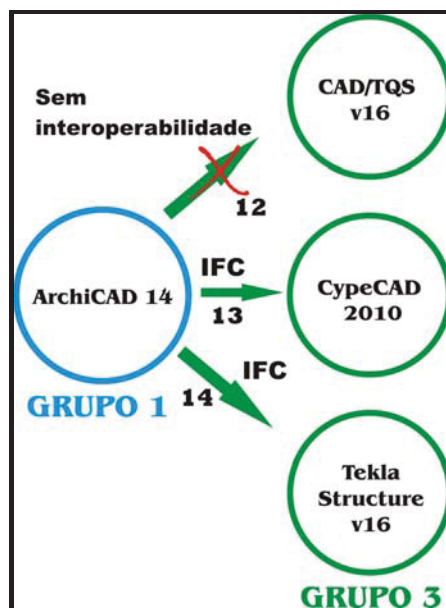 CAD/TQS
v16
Sem
interoperabilidade
12
IFC
ArchiCAD 14
13
CypeCAD
2010
IFC
14
GRUPO 1
Tekla
Structure
v16
GRUPO 3